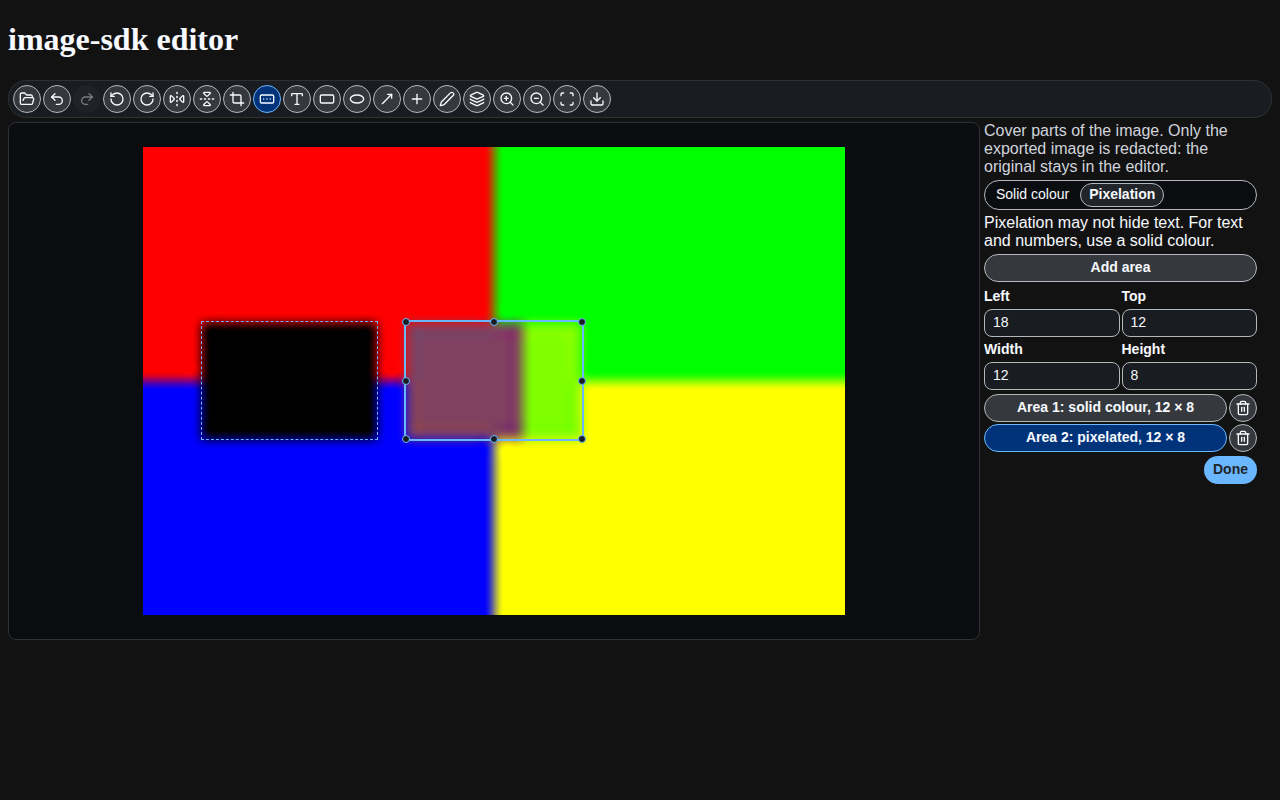 image-sdk editor
Cover parts of the image. Only the
exported image is redacted: the
original stays in the editor.
Solid colour Pixelation
Pixelation may not hide text. For text
and numbers, use a solid colour.
Add area
Left Top
18 12
Width Height
12 8
Area 1: solid colour, 12 × 8
Area 2: pixelated, 12 × 8
Done